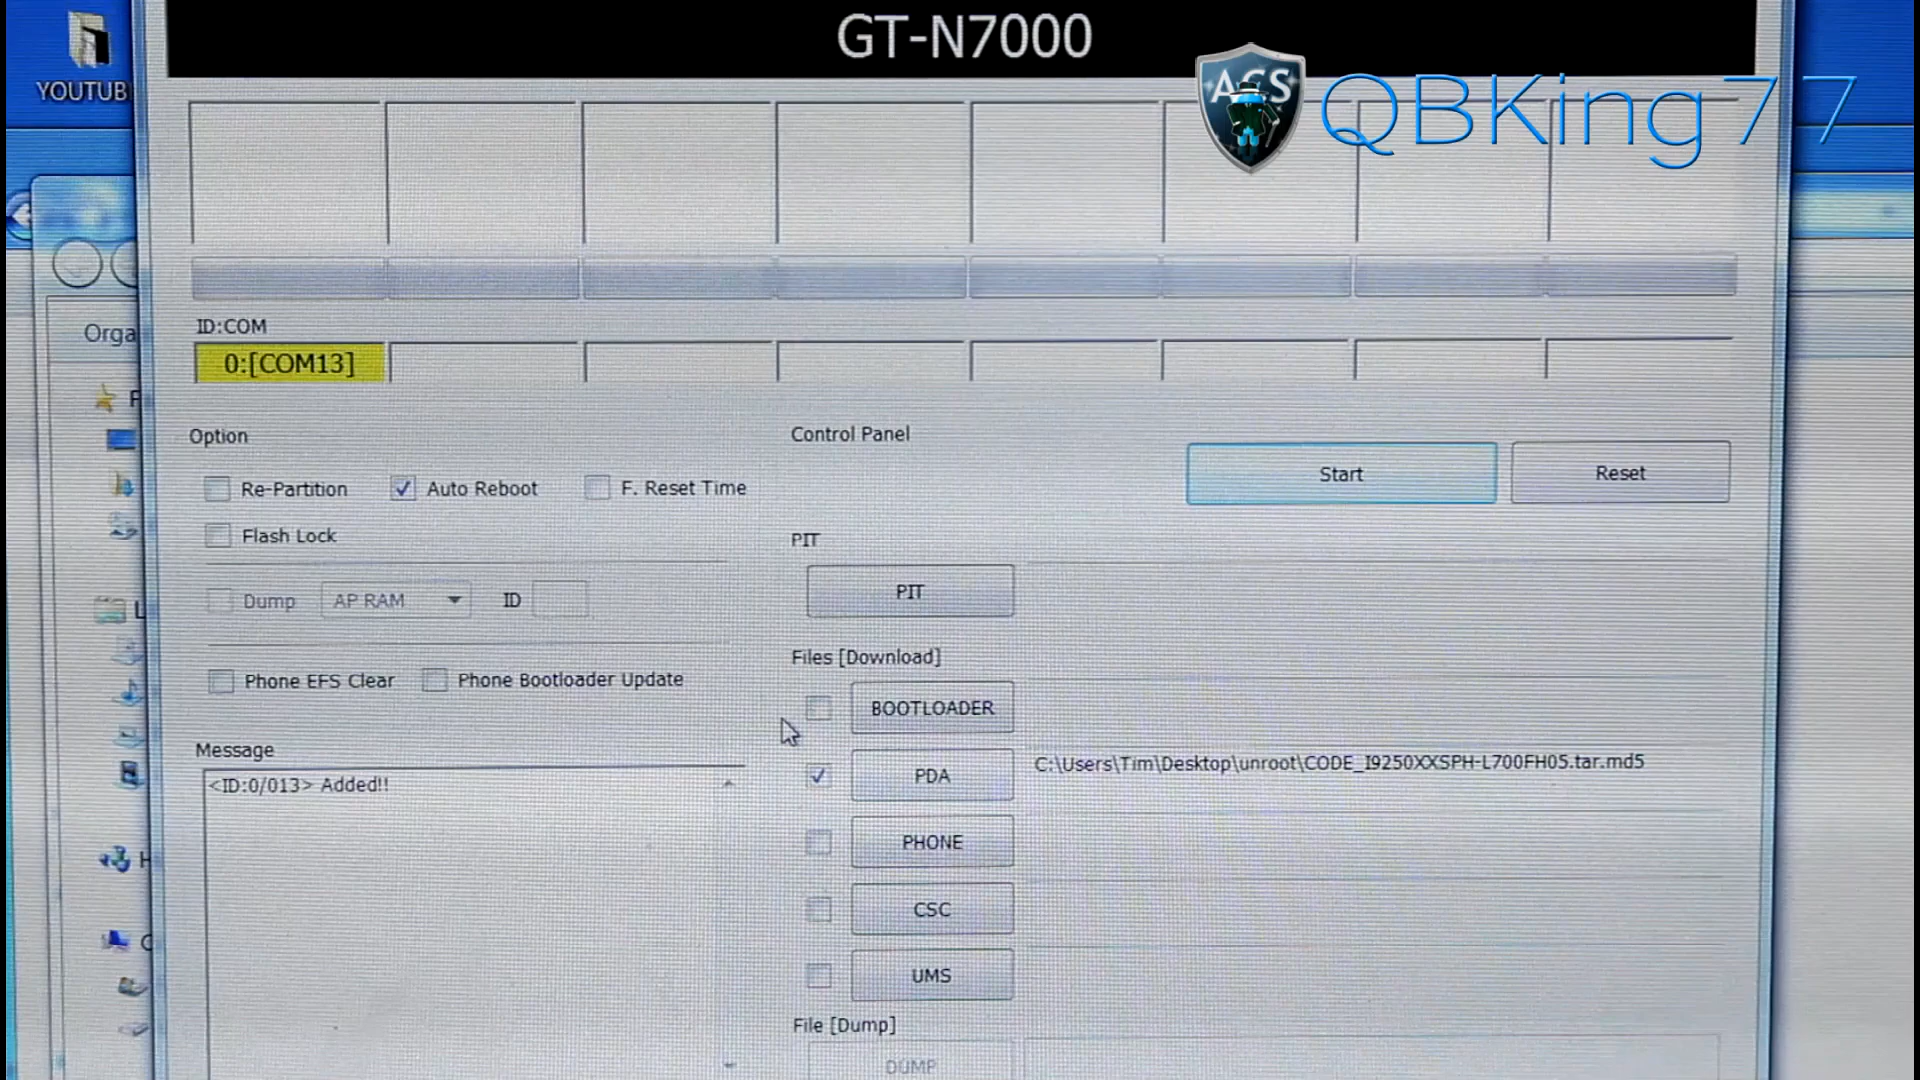 GT-N7000
YOUTUB
ACS
QBKing77
ID:COM
0:[COM13]
Orga
Option
Control Panel
Start
Reset
Re-Partition
Auto Reboot
F. Reset Time
Flash Lock
PIT
PIT
Dump
AP RAM
ID
Files [Download]
Phone EFS Clear
Phone Bootloader Update
BOOTLOADER
Message
<ID:0/013> Added!!
PDA
C:\Users\Tim\Desktop\unroot\CODE_I9250XXSPH-L700FH05.tar.md5
PHONE
CSC
UMS
File [Dump]
DUMP